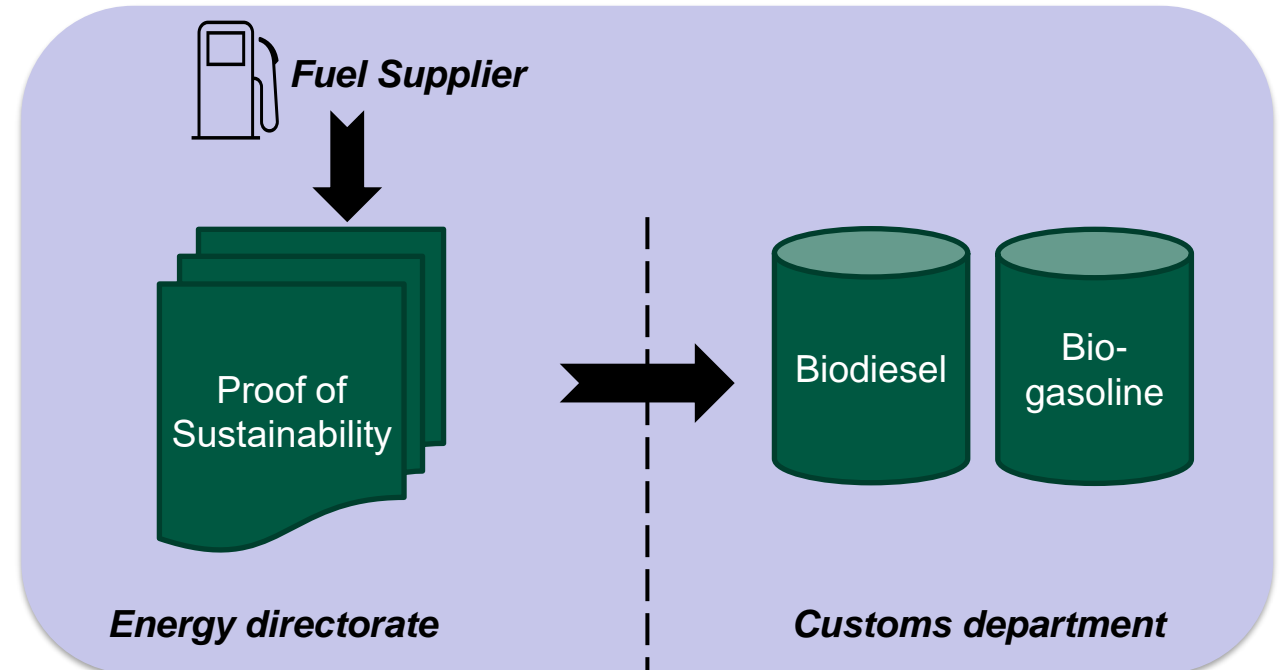 Fuel Supplier
Proof of
Sustainability
Biodiesel
Bio-
gasoline
Energy directorate
Customs department